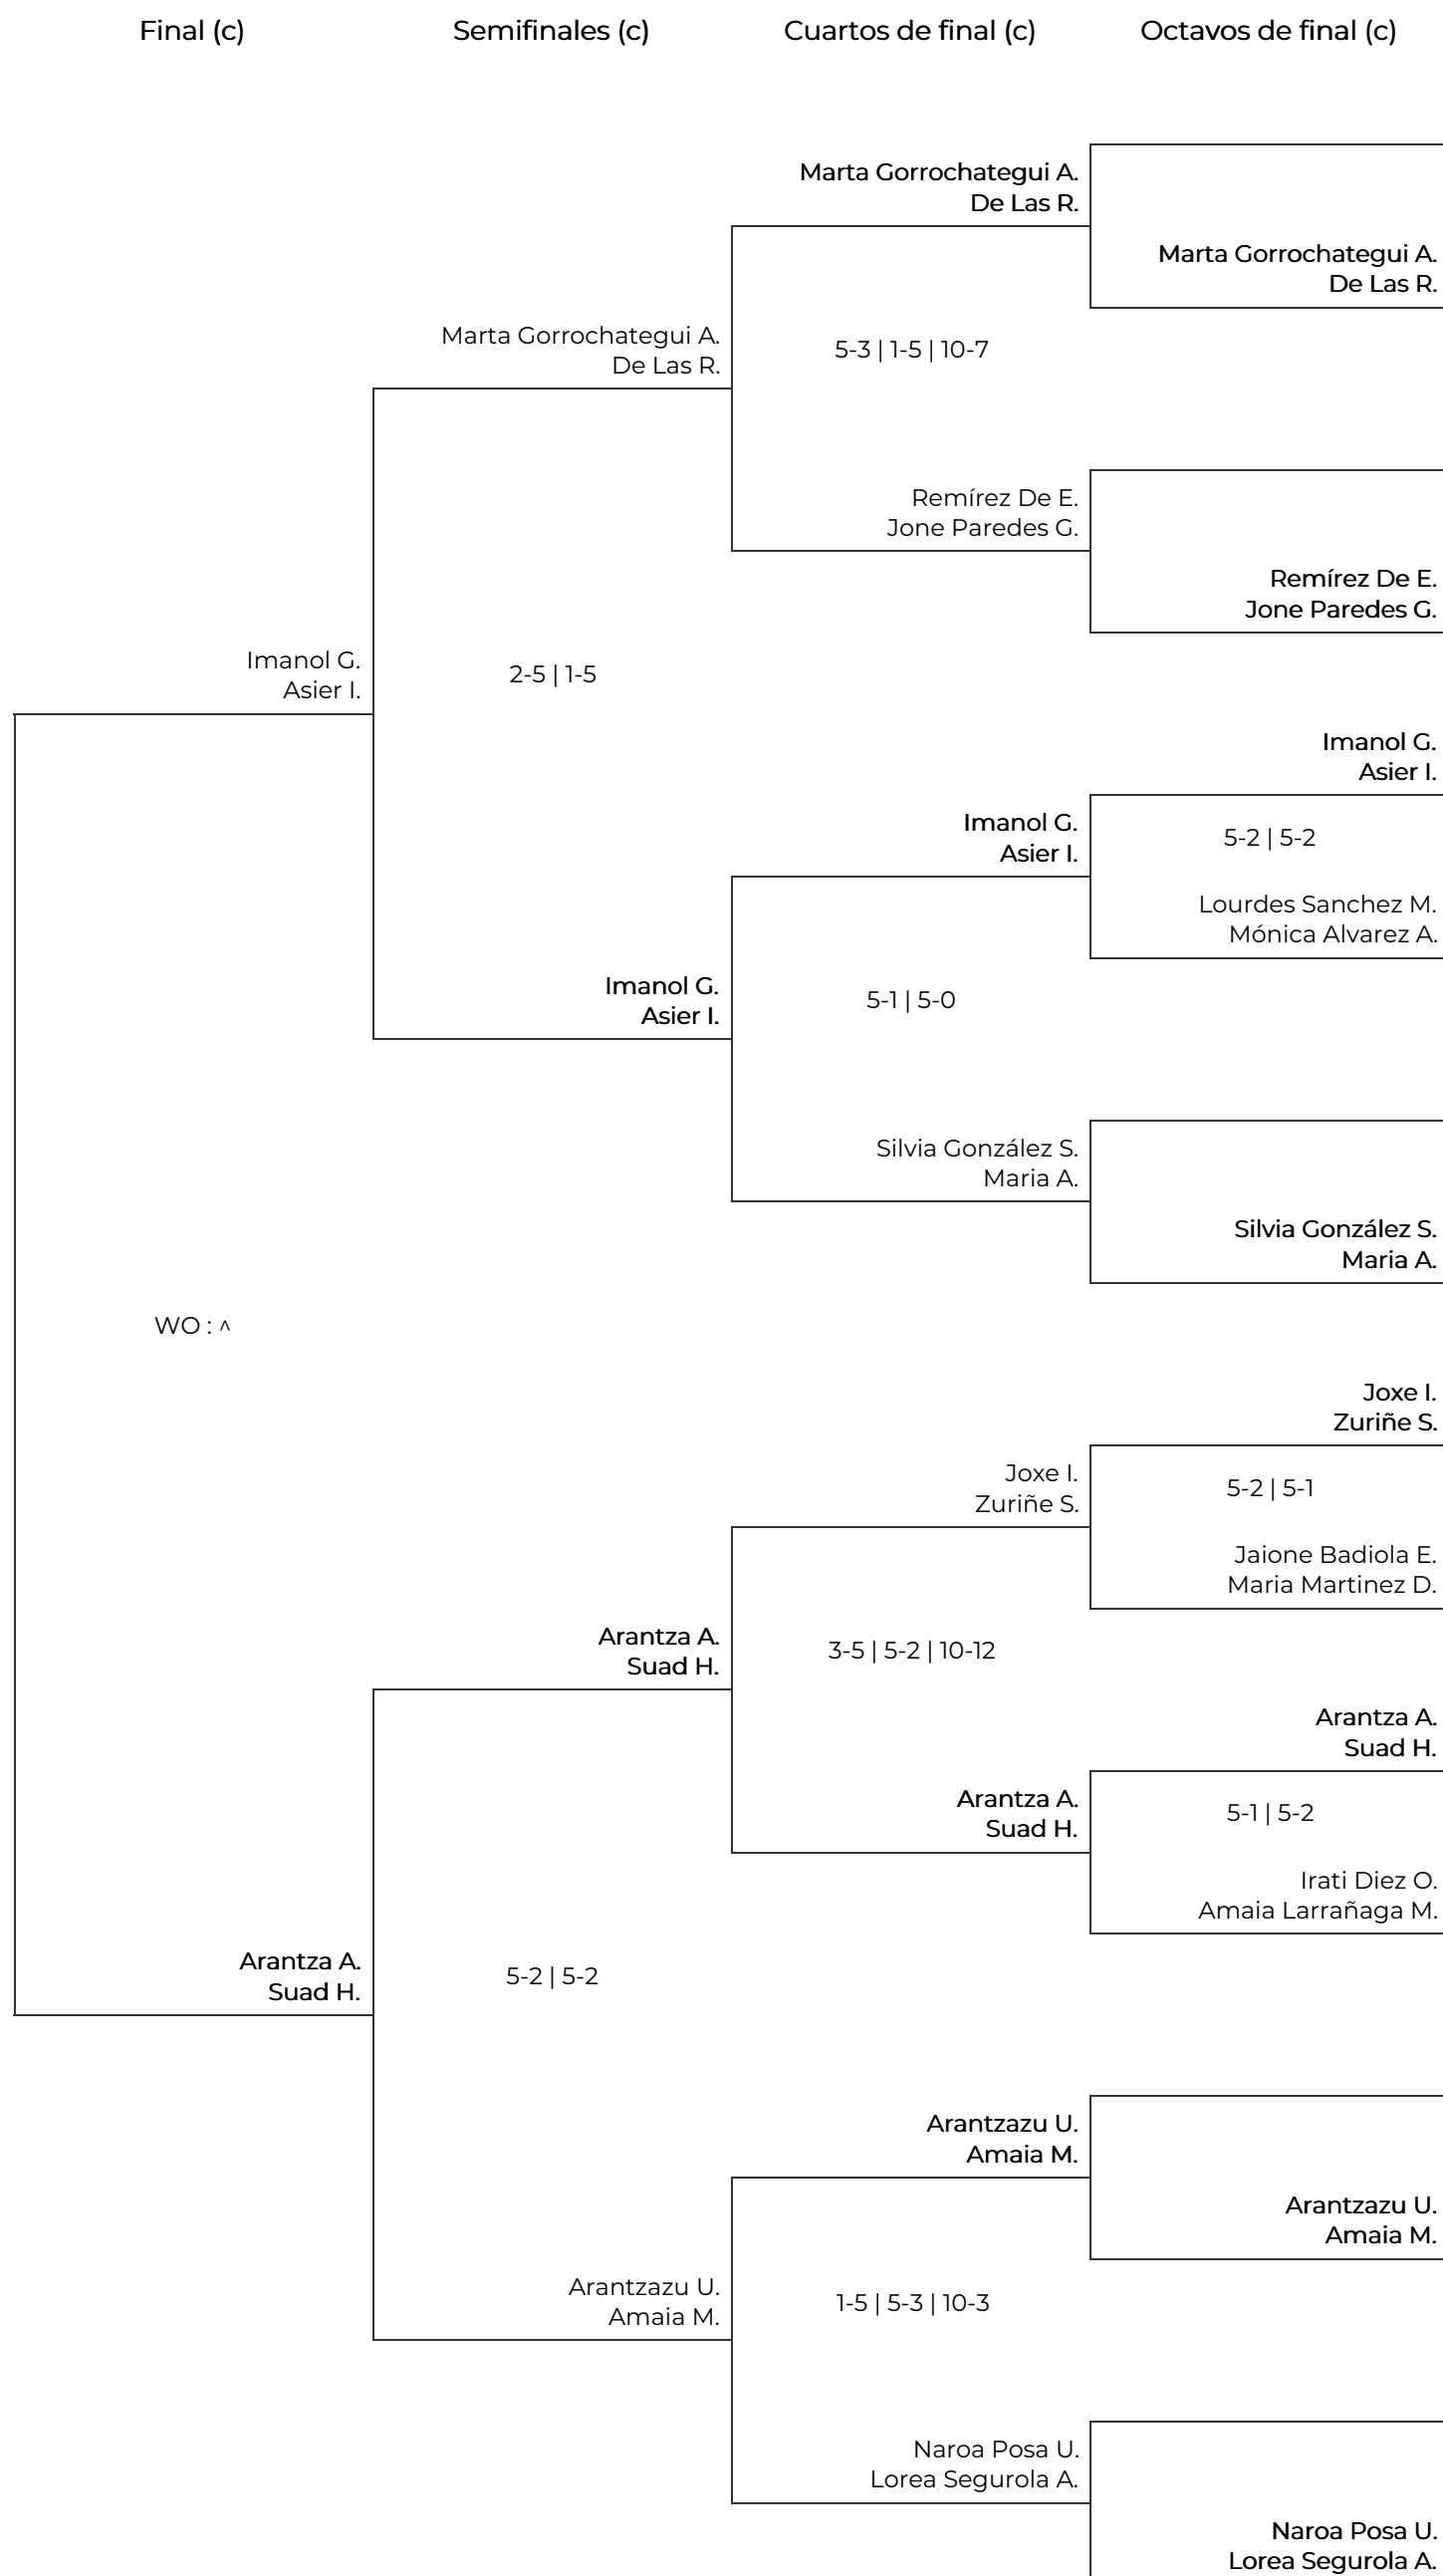 Final (c)
Semifinales (c)
Cuartos de final (c)
Octavos de final (c)
Marta Gorrochategui A.
De Las R.
Marta Gorrochategui A.
De Las R.
Marta Gorrochategui A.
De Las R.
5-3 | 1-5 | 10-7
Remírez De E.
Jone Paredes G.
Remírez De E.
Jone Paredes G.
Imanol G.
Asier I.
2-5 | 1-5
Imanol G.
Asier I.
Imanol G.
Asier I.
5-2 | 5-2
Lourdes Sanchez M.
Mónica Alvarez A.
Imanol G.
Asier I.
5-1 | 5-0
Silvia González S.
Maria A.
Silvia González S.
Maria A.
WO : ^
Joxe I.
Zuriñe S.
Joxe I.
Zuriñe S.
5-2 | 5-1
Jaione Badiola E.
Maria Martinez D.
Arantza A.
Suad H.
3-5 | 5-2 | 10-12
Arantza A.
Suad H.
Arantza A.
Suad H.
5-1 | 5-2
Irati Diez O.
Amaia Larrañaga M.
Arantza A.
Suad H.
5-2 | 5-2
Arantzazu U.
Amaia M.
Arantzazu U.
Amaia M.
Arantzazu U.
Amaia M.
1-5 | 5-3 | 10-3
Naroa Posa U.
Lorea Segurola A.
Naroa Posa U.
Lorea Segurola A.